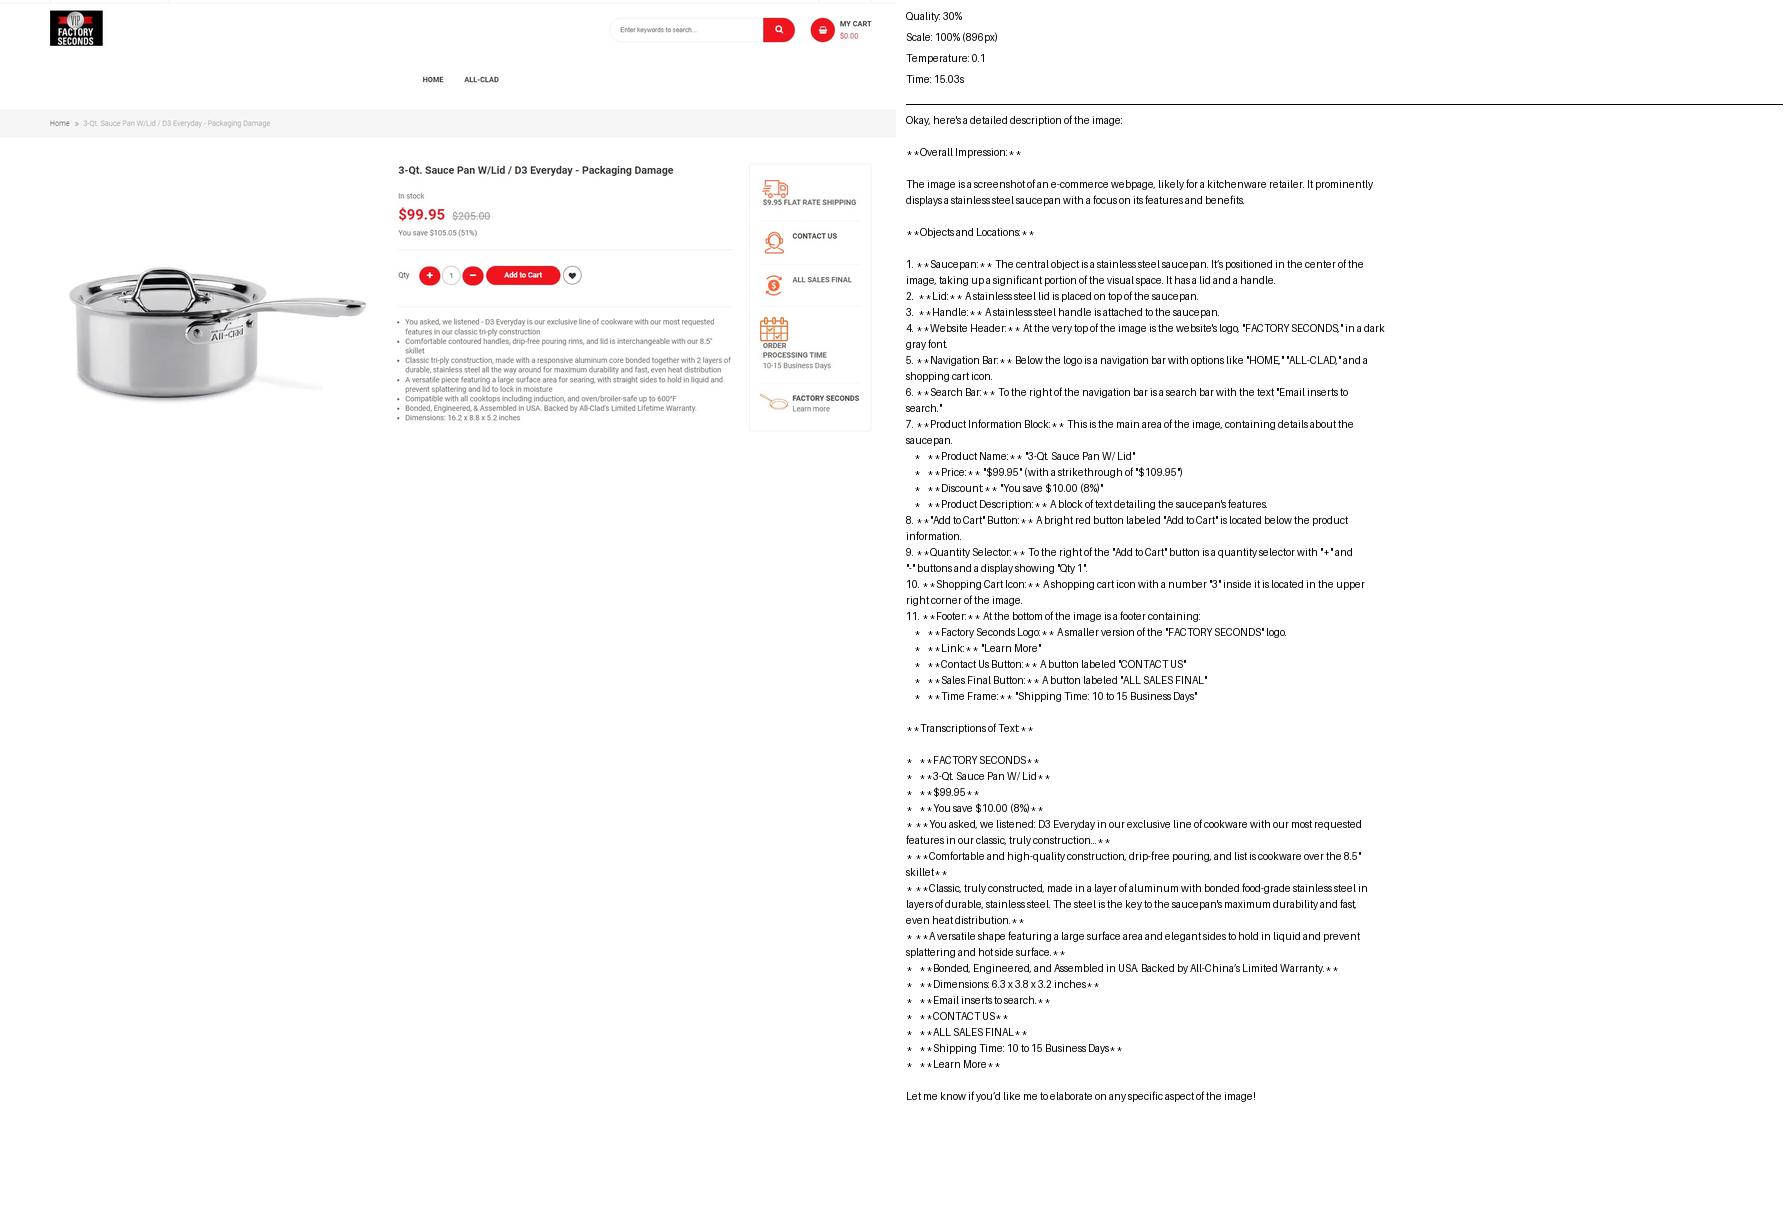 VIP
FACTORY
SECONDS
Enter keywords to search...
MY CART
$0.00
HOME
ALL-CLAD
Home » 3-Qt. Sauce Pan W/Lid / D3 Everyday - Packaging Damage
All-Clad
3-Qt. Sauce Pan W/Lid / D3 Everyday - Packaging Damage
In stock
$99.95 $205.00
You save $105.05 (51%)
Qty + 1 − Add to Cart
• You asked, we listened - D3 Everyday is our exclusive line of cookware with our most requested
features in our classic tri-ply construction
• Comfortable contoured handles, drip-free pouring rims, and lid is interchangeable with our 8.5"
skillet
• Classic tri-ply construction, made with a responsive aluminum core bonded together with 2 layers of
durable, stainless steel all the way around for maximum durability and fast, even heat distribution
• A versatile piece featuring a large surface area for searing, with straight sides to hold in liquid and
prevent splattering and lid to lock in moisture
• Compatible with all cooktops including induction, and oven/broiler-safe up to 600°F
• Bonded, Engineered, & Assembled in USA. Backed by All-Clad's Limited Lifetime Warranty.
• Dimensions: 16.2 x 8.8 x 5.2 inches
$9.95 FLAT RATE SHIPPING
CONTACT US
ALL SALES FINAL
ORDER
PROCESSING TIME
10-15 Business Days
FACTORY SECONDS
Learn more
Quality: 30%
Scale: 100% (896px)
Temperature: 0.1
Time: 15.03s
Okay, here's a detailed description of the image:
**Overall Impression:**
The image is a screenshot of an e-commerce webpage, likely for a kitchenware retailer. It prominently
displays a stainless steel saucepan with a focus on its features and benefits.
**Objects and Locations:**
1. **Saucepan:** The central object is a stainless steel saucepan. It's positioned in the center of the
image, taking up a significant portion of the visual space. It has a lid and a handle.
2. **Lid:** A stainless steel lid is placed on top of the saucepan.
3. **Handle:** A stainless steel handle is attached to the saucepan.
4. **Website Header:** At the very top of the image is the website's logo, "FACTORY SECONDS," in a dark
gray font.
5. **Navigation Bar:** Below the logo is a navigation bar with options like "HOME," "ALL-CLAD," and a
shopping cart icon.
6. **Search Bar:** To the right of the navigation bar is a search bar with the text "Email inserts to
search."
7. **Product Information Block:** This is the main area of the image, containing details about the
saucepan.
* **Product Name:** "3-Qt. Sauce Pan W/ Lid"
* **Price:** "$99.95" (with a strikethrough of "$109.95")
* **Discount:** "You save $10.00 (8%)"
* **Product Description:** A block of text detailing the saucepan's features.
8. **"Add to Cart" Button:** A bright red button labeled "Add to Cart" is located below the product
information.
9. **Quantity Selector:** To the right of the "Add to Cart" button is a quantity selector with "+" and
"-" buttons and a display showing "Qty 1".
10. **Shopping Cart Icon:** A shopping cart icon with a number "3" inside it is located in the upper
right corner of the image.
11. **Footer:** At the bottom of the image is a footer containing:
* **Factory Seconds Logo:** A smaller version of the "FACTORY SECONDS" logo.
* **Link:** "Learn More"
* **Contact Us Button:** A button labeled "CONTACT US"
* **Sales Final Button:** A button labeled "ALL SALES FINAL"
* **Time Frame:** "Shipping Time: 10 to 15 Business Days"
**Transcriptions of Text:**
* **FACTORY SECONDS**
* **3-Qt. Sauce Pan W/ Lid**
* **$99.95**
* **You save $10.00 (8%)**
* **You asked, we listened: D3 Everyday in our exclusive line of cookware with our most requested
features in our classic, truly construction...**
* **Comfortable and high-quality construction, drip-free pouring, and list is cookware over the 8.5"
skillet**
* **Classic, truly constructed, made in a layer of aluminum with bonded food-grade stainless steel in
layers of durable, stainless steel. The steel is the key to the saucepan's maximum durability and fast,
even heat distribution.**
* **A versatile shape featuring a large surface area and elegant sides to hold in liquid and prevent
splattering and hot side surface.**
* **Bonded, Engineered, and Assembled in USA. Backed by All-China's Limited Warranty.**
* **Dimensions: 6.3 x 3.8 x 3.2 inches**
* **Email inserts to search.**
* **CONTACT US**
* **ALL SALES FINAL**
* **Shipping Time: 10 to 15 Business Days**
* **Learn More**
Let me know if you'd like me to elaborate on any specific aspect of the image!